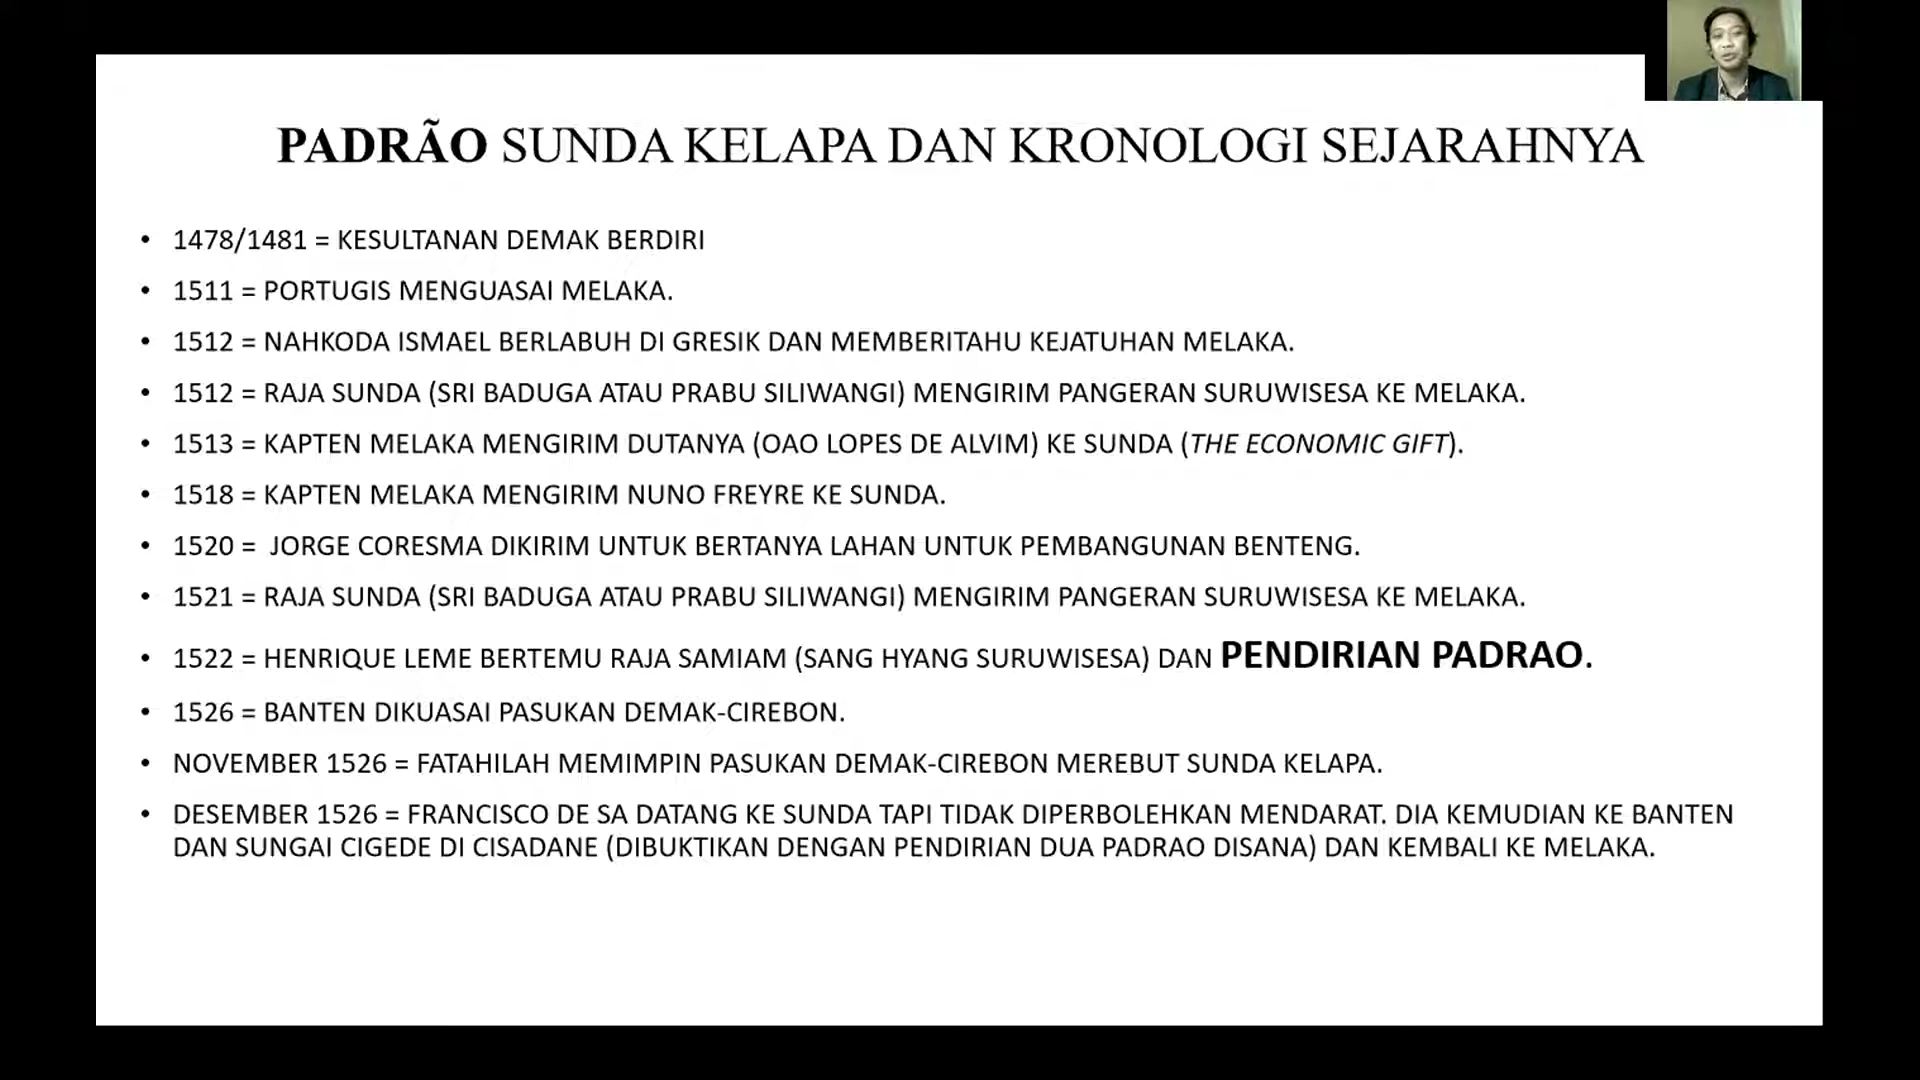 PADRÃO SUNDA KELAPA DAN KRONOLOGI SEJARAHNYA
• 1478/1481 = KESULTANAN DEMAK BERDIRI
• 1511 = PORTUGIS MENGUASAI MELAKA.
• 1512 = NAHKODA ISMAEL BERLABUH DI GRESIK DAN MEMBERITAHU KEJATUHAN MELAKA.
• 1512 = RAJA SUNDA (SRI BADUGA ATAU PRABU SILIWANGI) MENGIRIM PANGERAN SURUWISESA KE MELAKA.
• 1513 = KAPTEN MELAKA MENGIRIM DUTANYA (OAO LOPES DE ALVIM) KE SUNDA (THE ECONOMIC GIFT).
• 1518 = KAPTEN MELAKA MENGIRIM NUNO FREYRE KE SUNDA.
• 1520 = JORGE CORESMA DIKIRIM UNTUK BERTANYA LAHAN UNTUK PEMBANGUNAN BENTENG.
• 1521 = RAJA SUNDA (SRI BADUGA ATAU PRABU SILIWANGI) MENGIRIM PANGERAN SURUWISESA KE MELAKA.
• 1522 = HENRIQUE LEME BERTEMU RAJA SAMIAM (SANG HYANG SURUWISESA) DAN PENDIRIAN PADRAO.
• 1526 = BANTEN DIKUASAI PASUKAN DEMAK-CIREBON.
• NOVEMBER 1526 = FATAHILAH MEMIMPIN PASUKAN DEMAK-CIREBON MEREBUT SUNDA KELAPA.
• DESEMBER 1526 = FRANCISCO DE SA DATANG KE SUNDA TAPI TIDAK DIPERBOLEHKAN MENDARAT. DIA KEMUDIAN KE BANTEN
DAN SUNGAI CIGEDE DI CISADANE (DIBUKTIKAN DENGAN PENDIRIAN DUA PADRAO DISANA) DAN KEMBALI KE MELAKA.